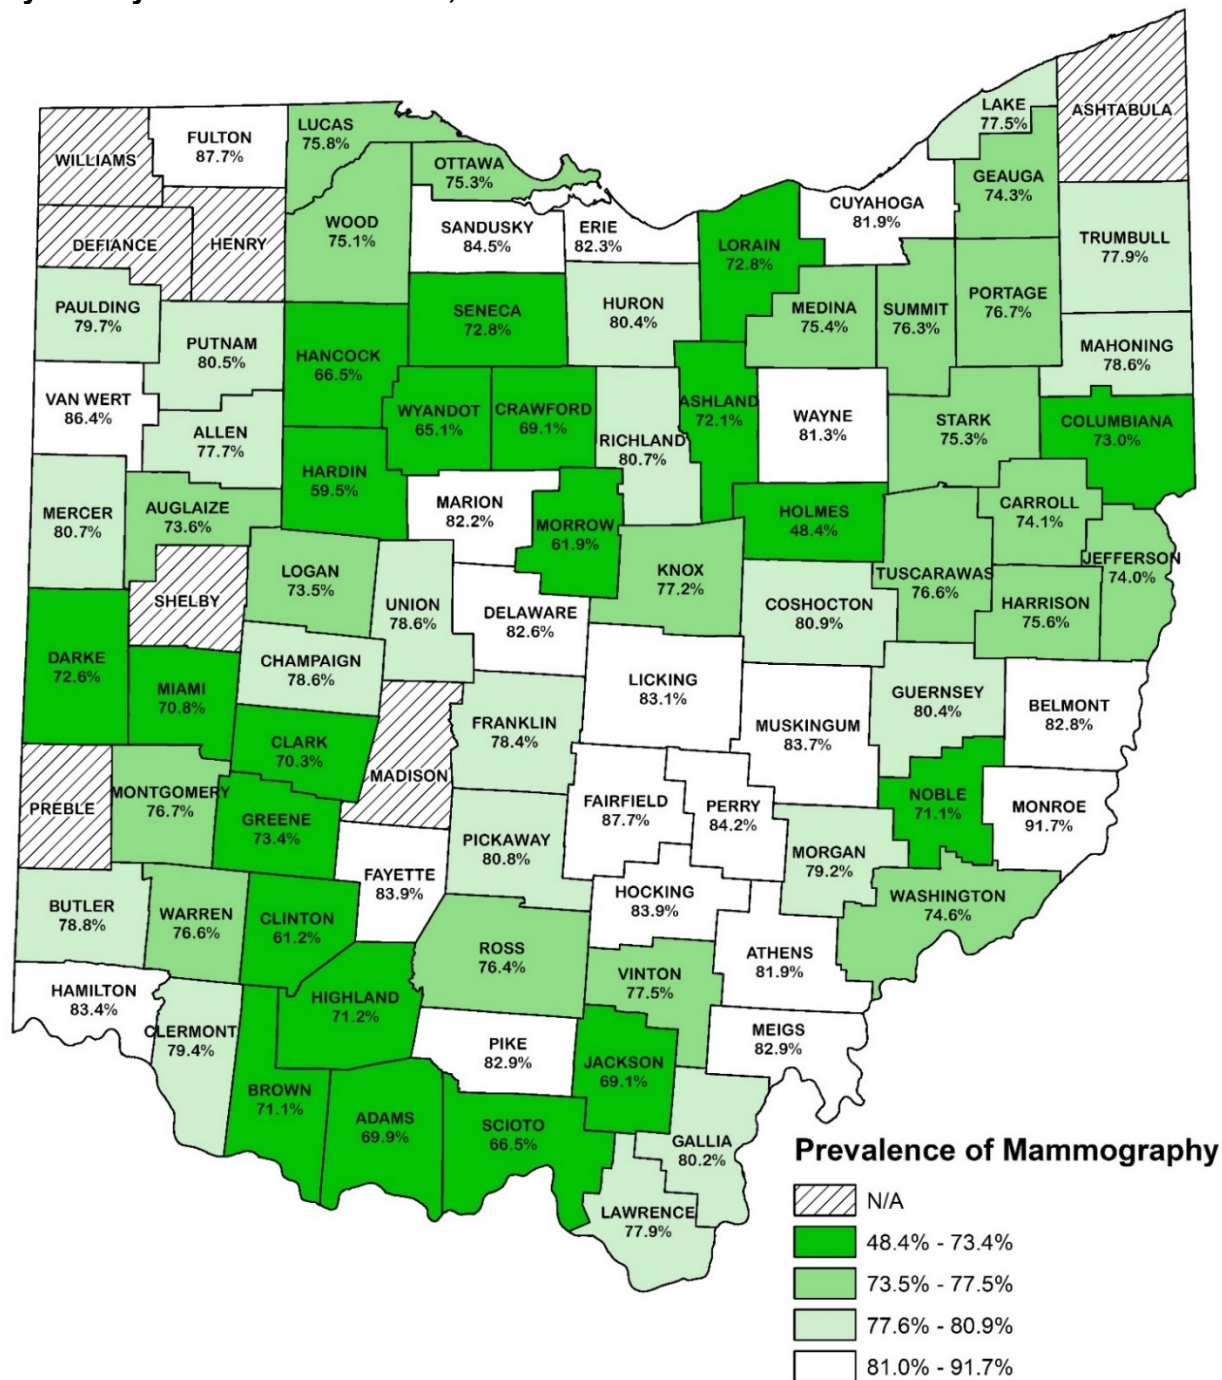 LAKE
77.5%
ASHTABULA
FULTON
87.7%
LUCAS
75.8%
WILLIAMS
OTTAWA
75.3%
GEAUGA
74.3%
CUYAHOGA
81.9%
WOOD
75.1%
SANDUSKY
84.5%
ERIE
82.3%
DEFIANCE
HENRY
LORAIN
72.8%
TRUMBULL
77.9%
PAULDING
79.7%
SENECA
72.8%
HURON
80.4%
MEDINA
75.4%
SUMMIT
76.3%
PORTAGE
76.7%
PUTNAM
80.5%
HANCOCK
66.5%
MAHONING
78.6%
VAN WERT
86.4%
WYANDOT
65.1%
CRAWFORD
69.1%
ASHLAND
72.1%
WAYNE
81.3%
STARK
75.3%
COLUMBIANA
73.0%
ALLEN
77.7%
RICHLAND
80.7%
HARDIN
59.5%
MERCER
80.7%
AUGLAIZE
73.6%
MARION
82.2%
MORROW
61.9%
HOLMES
48.4%
CARROLL
74.1%
JEFFERSON
74.0%
LOGAN
73.5%
KNOX
77.2%
TUSCARAWAS
76.6%
SHELBY
UNION
78.6%
DELAWARE
82.6%
COSHOCTON
80.9%
HARRISON
75.6%
DARKE
72.6%
MIAMI
70.8%
CHAMPAIGN
78.6%
LICKING
83.1%
GUERNSEY
80.4%
BELMONT
82.8%
FRANKLIN
78.4%
MUSKINGUM
83.7%
CLARK
70.3%
MADISON
PREBLE
MONTGOMERY
76.7%
GREENE
73.4%
FAIRFIELD
87.7%
PERRY
84.2%
NOBLE
71.1%
MONROE
91.7%
PICKAWAY
80.8%
MORGAN
79.2%
FAYETTE
83.9%
HOCKING
83.9%
WASHINGTON
74.6%
BUTLER
78.8%
WARREN
76.6%
CLINTON
61.2%
ROSS
76.4%
ATHENS
81.9%
VINTON
77.5%
HAMILTON
83.4%
HIGHLAND
71.2%
CLERMONT
79.4%
PIKE
82.9%
MEIGS
82.9%
JACKSON
69.1%
BROWN
71.1%
ADAMS
69.9%
SCIOTO
66.5%
GALLIA
80.2%
LAWRENCE
77.9%
Prevalence of Mammography
N/A
48.4% - 73.4%
73.5% - 77.5%
77.6% - 80.9%
81.0% - 91.7%